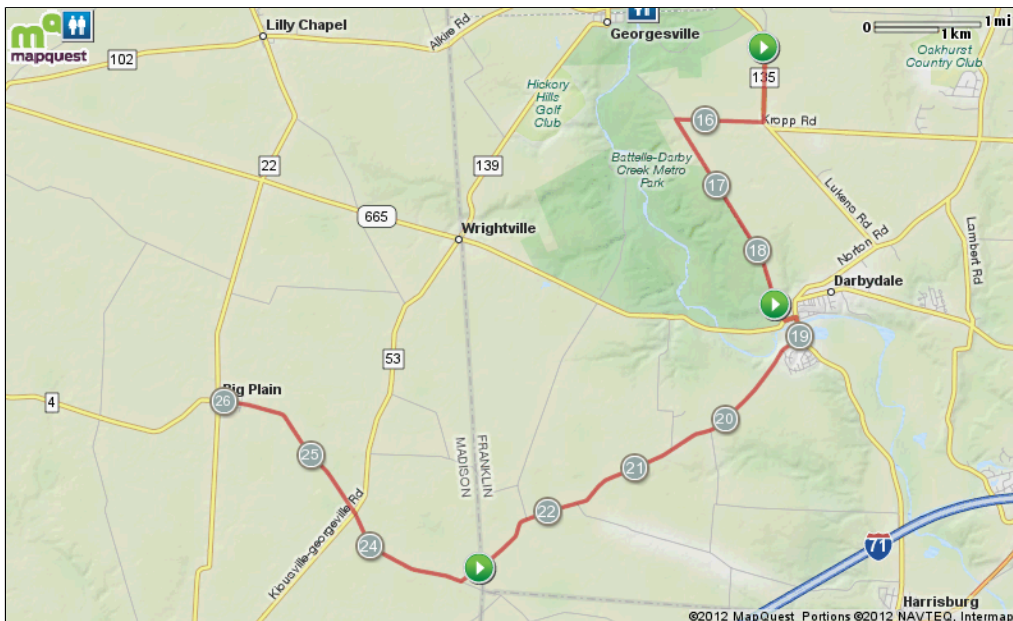 mq
mapquest
Lilly Chapel
Alkire Rd
Georgesville
0 1 mi
1 km
Oakhurst
Country Club
102
135
Hickory
Hills
Golf
Club
16
Kropp Rd
22
139
Battelle-Darby
Creek Metro
Park
17
Lukens Rd
665
Wrightville
18
Norton Rd
Lambert Rd
Darbydale
19
53
Big Plain
26
4
20
25
MADISON
FRANKLIN
21
22
Kiousville-georgeville Rd
24
71
Harrisburg
©2012 MapQuest Portions ©2012 NAVTEQ, Intermap